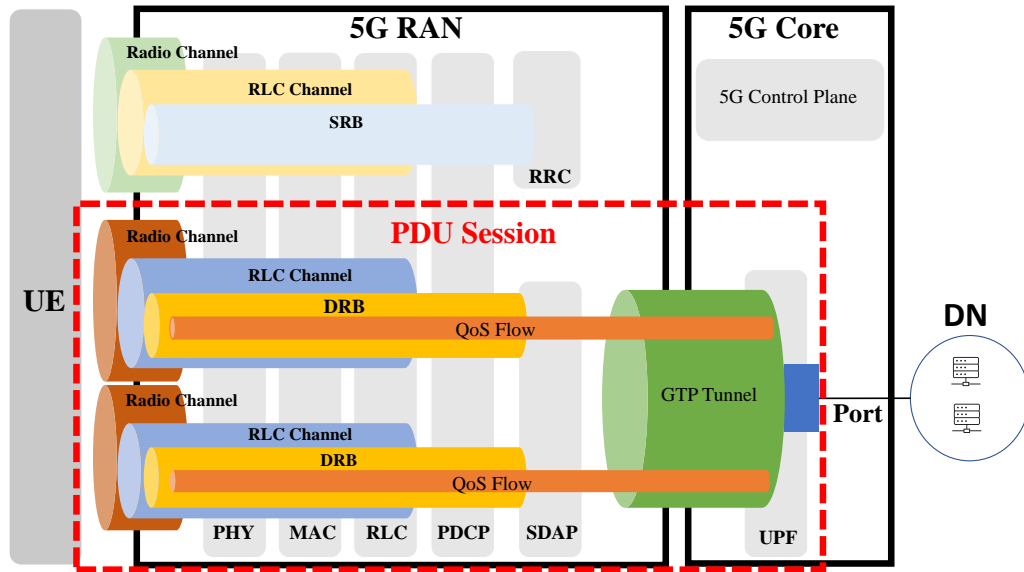 5G RAN
5G Core
Radio Channel
RLC Channel
SRB
5G Control Plane
RRC
PDU Session
Radio Channel
RLC Channel
UE
DRB
QoS Flow
DN
GTP Tunnel
Radio Channel
Port
RLC Channel
DRB
QoS Flow
PHY
MAC
RLC
PDCP
SDAP
UPF